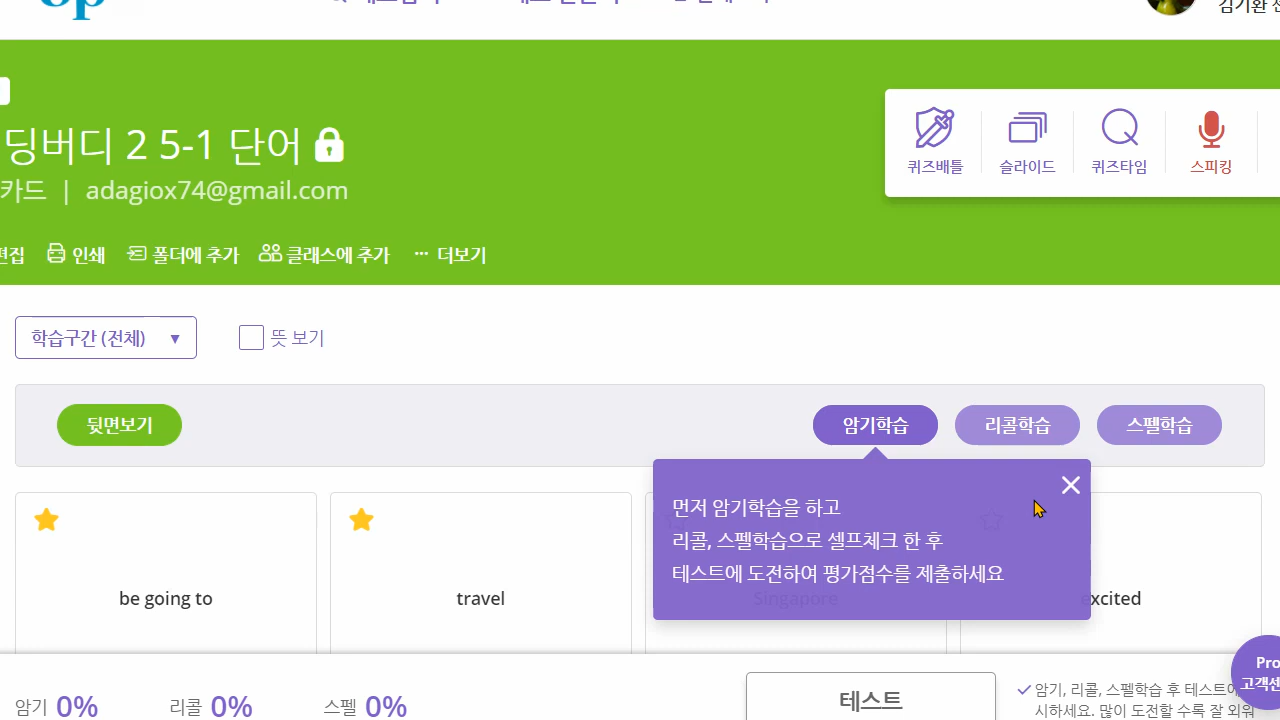 딩버디 2 5-1 단어
카드 | adagiox74@gmail.com
편집 인쇄 폴더에 추가 클래스에 추가 ··· 더보기
퀴즈배틀 슬라이드 퀴즈타임 스피킹
학습구간 (전체) ▼ 뜻 보기
뒷면보기 암기학습 리콜학습 스펠학습
먼저 암기학습을 하고
리콜, 스펠학습으로 셀프체크 한 후
테스트에 도전하여 평가점수를 제출하세요
be going to travel Singapore excited
암기 0% 리콜 0% 스펠 0%
테스트
암기, 리콜, 스펠학습 후 테스트에
시하세요. 많이 도전할 수록 잘 외워
Pro
고객센